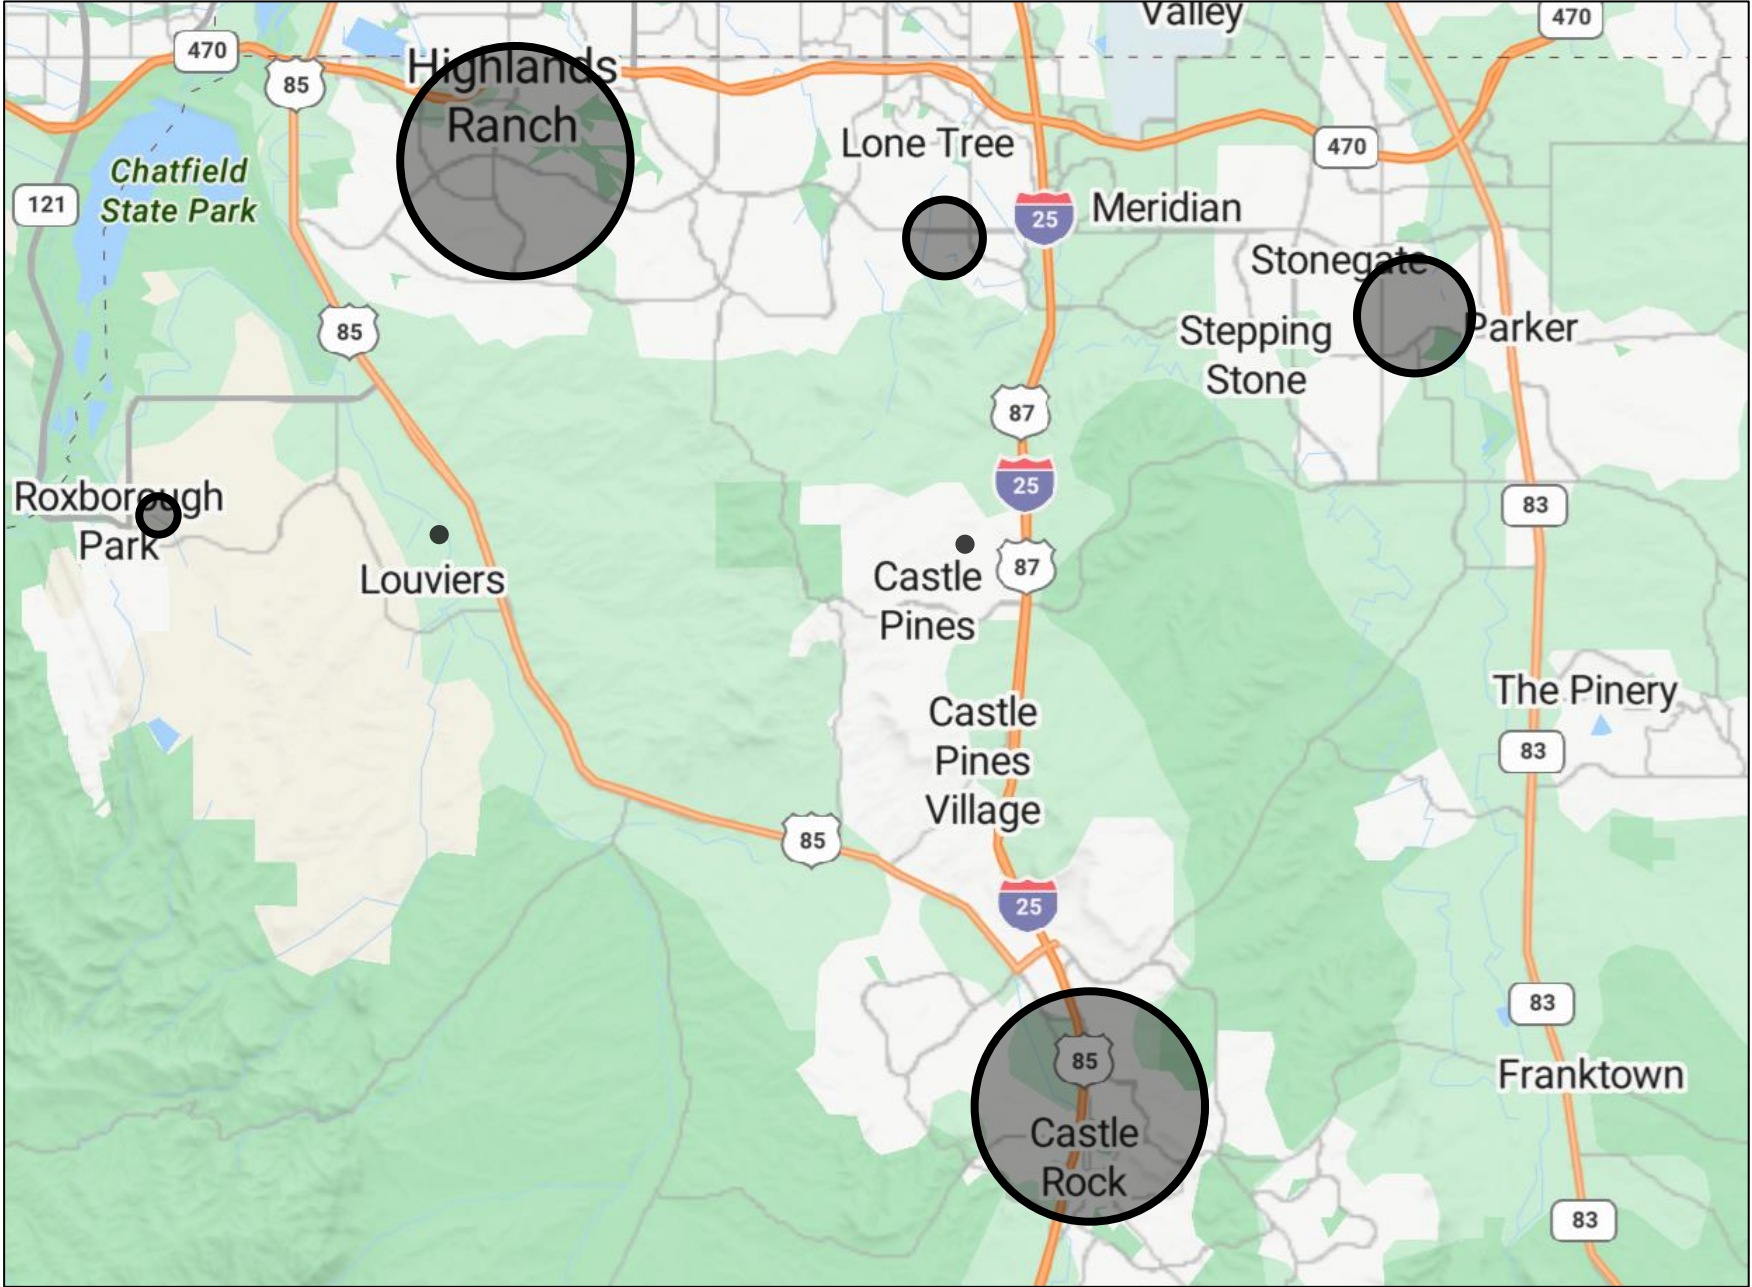 Valley
470
470
85
Highlands
Ranch
Lone Tree
470
Chatfield
State Park
121
25
Meridian
Stonegate
85
Stepping
Stone
Parker
87
25
Roxborough
Park
83
Louviers
87
Castle
Pines
The Pinery
Castle
Pines
Village
83
85
25
83
85
Franktown
Castle
Rock
83